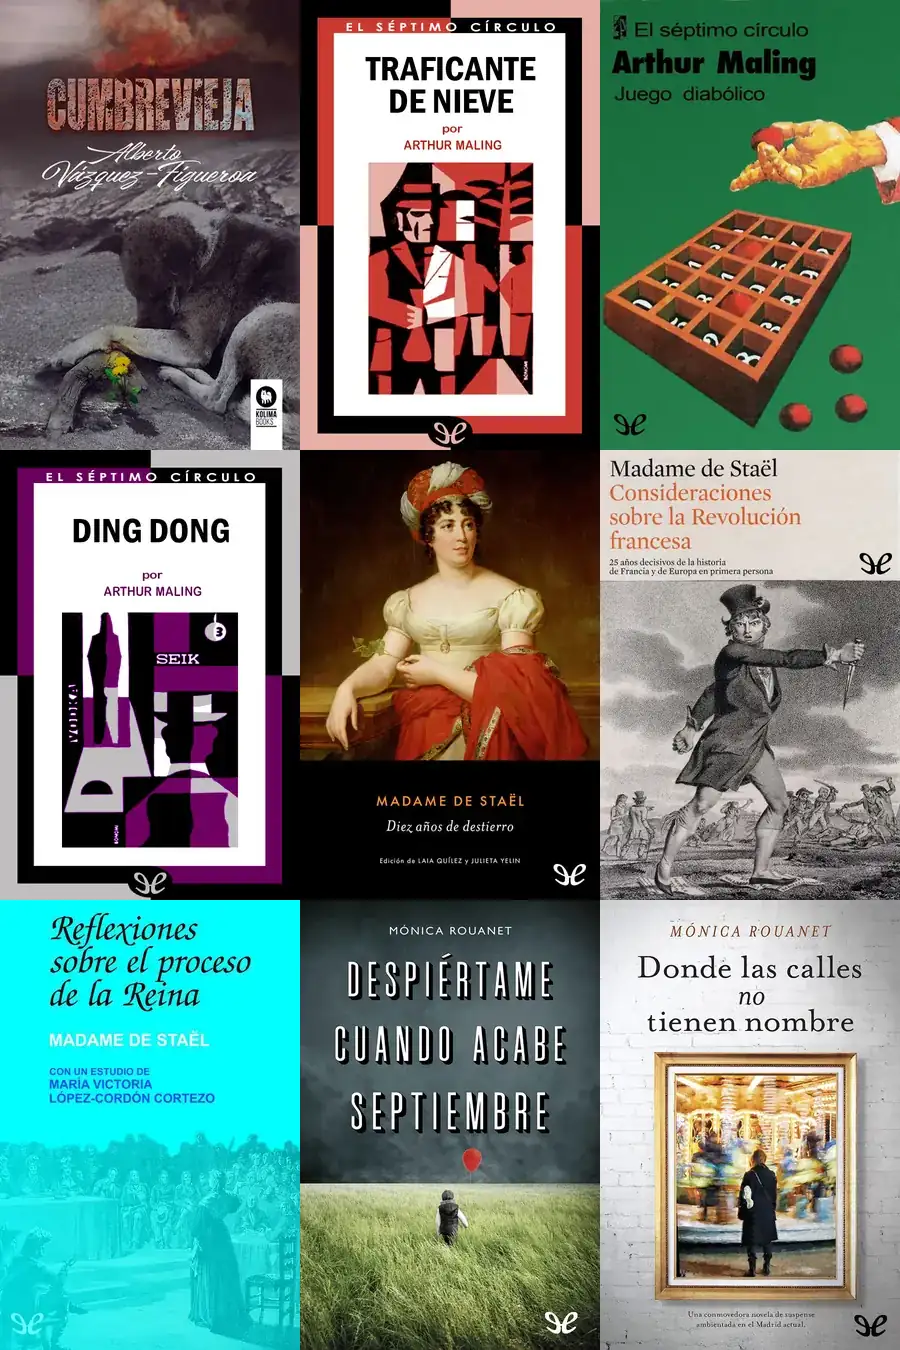 CUMBREVIEJA
Alberto
Vázquez-Figueroa
KOLIMA
BOOKS
EL SÉPTIMO CÍRCULO
TRAFICANTE
DE NIEVE
por
ARTHUR MALING
BONOMI
El séptimo círculo
Arthur Maling
Juego diabólico
EL SÉPTIMO CÍRCULO
DING DONG
por
ARTHUR MALING
3
SEIK
VODKA
BONOMI
MADAME DE STAËL
Diez años de destierro
Edición de LAIA QUÍLEZ y JULIETA YELIN
Madame de Staël
Consideraciones
sobre la Revolución
francesa
25 años decisivos de la historia
de Francia y de Europa en primera persona
Reflexiones
sobre el proceso
de la Reina
MADAME DE STAËL
CON UN ESTUDIO DE
MARÍA VICTORIA
LÓPEZ-CORDÓN CORTEZO
MÓNICA ROUANET
DESPIÉRTAME
CUANDO ACABE
SEPTIEMBRE
MÓNICA ROUANET
Donde las calles
no
tienen nombre
Una conmovedora novela de suspense
ambientada en el Madrid actual.